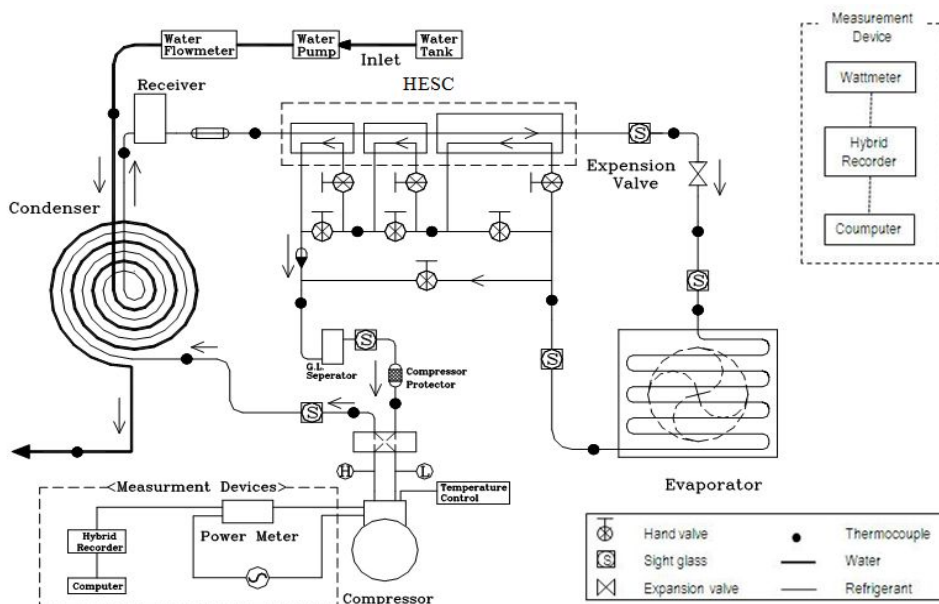 Water
Flowmeter
Water
Pump
Inlet
Water
Tank
Measurement
Device
Wattmeter
Hybrid
Recorder
Coumputer
Receiver
HESC
S
Expension
Valve
Condenser
S
G.L.
Seperator
S
Compressor
Protector
S
S
H
L
Temperature
Control
Evaporator
<Measurment Devices>
Power Meter
Hybrid
Recorder
Computer
Compressor
Hand valve
Thermocouple
S
Sight glass
Water
Expansion valve
Refrigerant